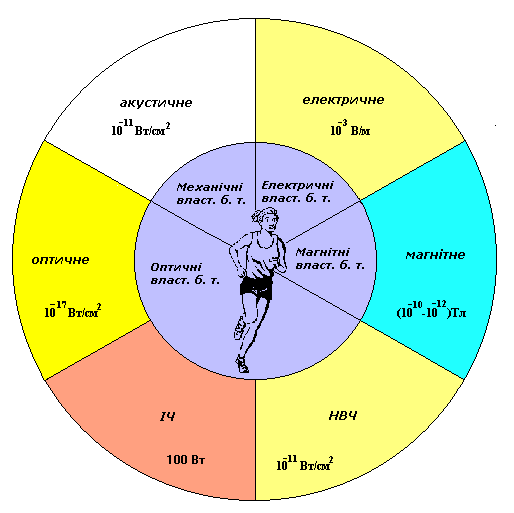 акустичне
10⁻¹¹ Вт/см²
електричне
10⁻³ В/м
Механічні
власт. б. т.
Електричні
власт. б. т.
оптичне
10⁻¹⁷ Вт/см²
Оптичні
власт. б. т.
Магнітні
власт. б. т.
магнітне
(10⁻¹⁰-10⁻¹²)Тл
ІЧ
100 Вт
НВЧ
10⁻¹¹ Вт/см²